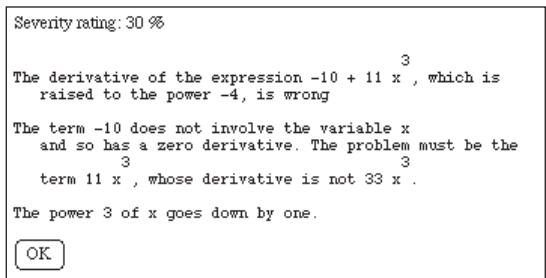 Severity rating: 30 %
3
The derivative of the expression -10 + 11 x , which is
raised to the power -4, is wrong
The term -10 does not involve the variable x
and so has a zero derivative. The problem must be the
3 3
term 11 x , whose derivative is not 33 x .
The power 3 of x goes down by one.
OK